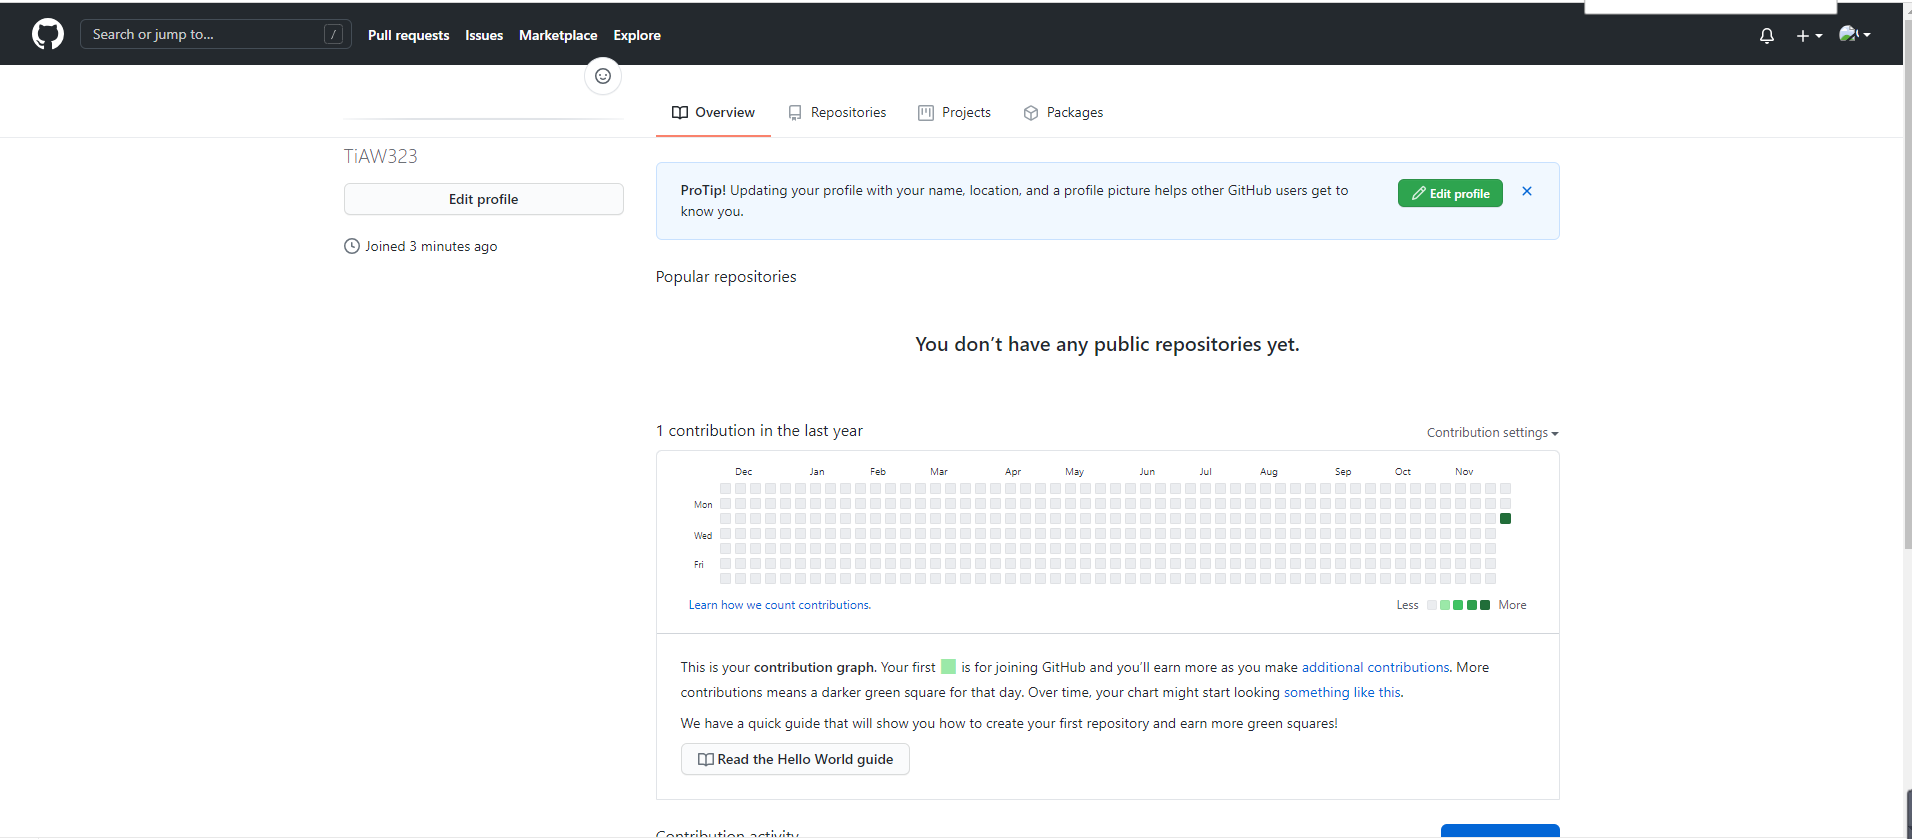 Search or jump to... /
Pull requests Issues Marketplace Explore
Overview Repositories Projects Packages
TiAW323
Edit profile
Joined 3 minutes ago
ProTip! Updating your profile with your name, location, and a profile picture helps other GitHub users get to
know you.
Edit profile
Popular repositories
You don’t have any public repositories yet.
1 contribution in the last year
Contribution settings
Dec Jan Feb Mar Apr May Jun Jul Aug Sep Oct Nov
Mon
Wed
Fri
Learn how we count contributions.
Less More
This is your contribution graph. Your first is for joining GitHub and you’ll earn more as you make additional contributions. More
contributions means a darker green square for that day. Over time, your chart might start looking something like this.
We have a quick guide that will show you how to create your first repository and earn more green squares!
Read the Hello World guide
Contribution activity